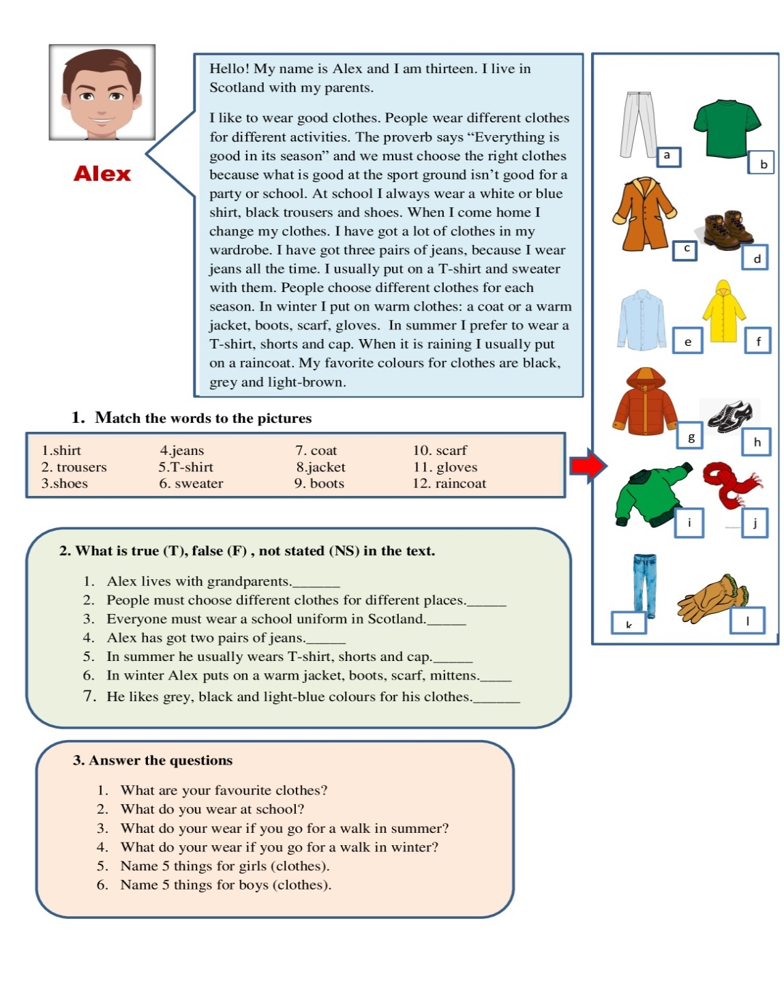 Alex
Hello! My name is Alex and I am thirteen. I live in
Scotland with my parents.
I like to wear good clothes. People wear different clothes
for different activities. The proverb says “Everything is
good in its season” and we must choose the right clothes
because what is good at the sport ground isn’t good for a
party or school. At school I always wear a white or blue
shirt, black trousers and shoes. When I come home I
change my clothes. I have got a lot of clothes in my
wardrobe. I have got three pairs of jeans, because I wear
jeans all the time. I usually put on a T-shirt and sweater
with them. People choose different clothes for each
season. In winter I put on warm clothes: a coat or a warm
jacket, boots, scarf, gloves. In summer I prefer to wear a
T-shirt, shorts and cap. When it is raining I usually put
on a raincoat. My favorite colours for clothes are black,
grey and light-brown.
a
b
c
d
e
f
g
h
i
j
k
l
1. Match the words to the pictures
1.shirt 4.jeans 7. coat 10. scarf
2. trousers 5.T-shirt 8.jacket 11. gloves
3.shoes 6. sweater 9. boots 12. raincoat
2. What is true (T), false (F) , not stated (NS) in the text.
1. Alex lives with grandparents.______
2. People must choose different clothes for different places._____
3. Everyone must wear a school uniform in Scotland._____
4. Alex has got two pairs of jeans._____
5. In summer he usually wears T-shirt, shorts and cap._____
6. In winter Alex puts on a warm jacket, boots, scarf, mittens.____
7. He likes grey, black and light-blue colours for his clothes.______
3. Answer the questions
1. What are your favourite clothes?
2. What do you wear at school?
3. What do your wear if you go for a walk in summer?
4. What do your wear if you go for a walk in winter?
5. Name 5 things for girls (clothes).
6. Name 5 things for boys (clothes).